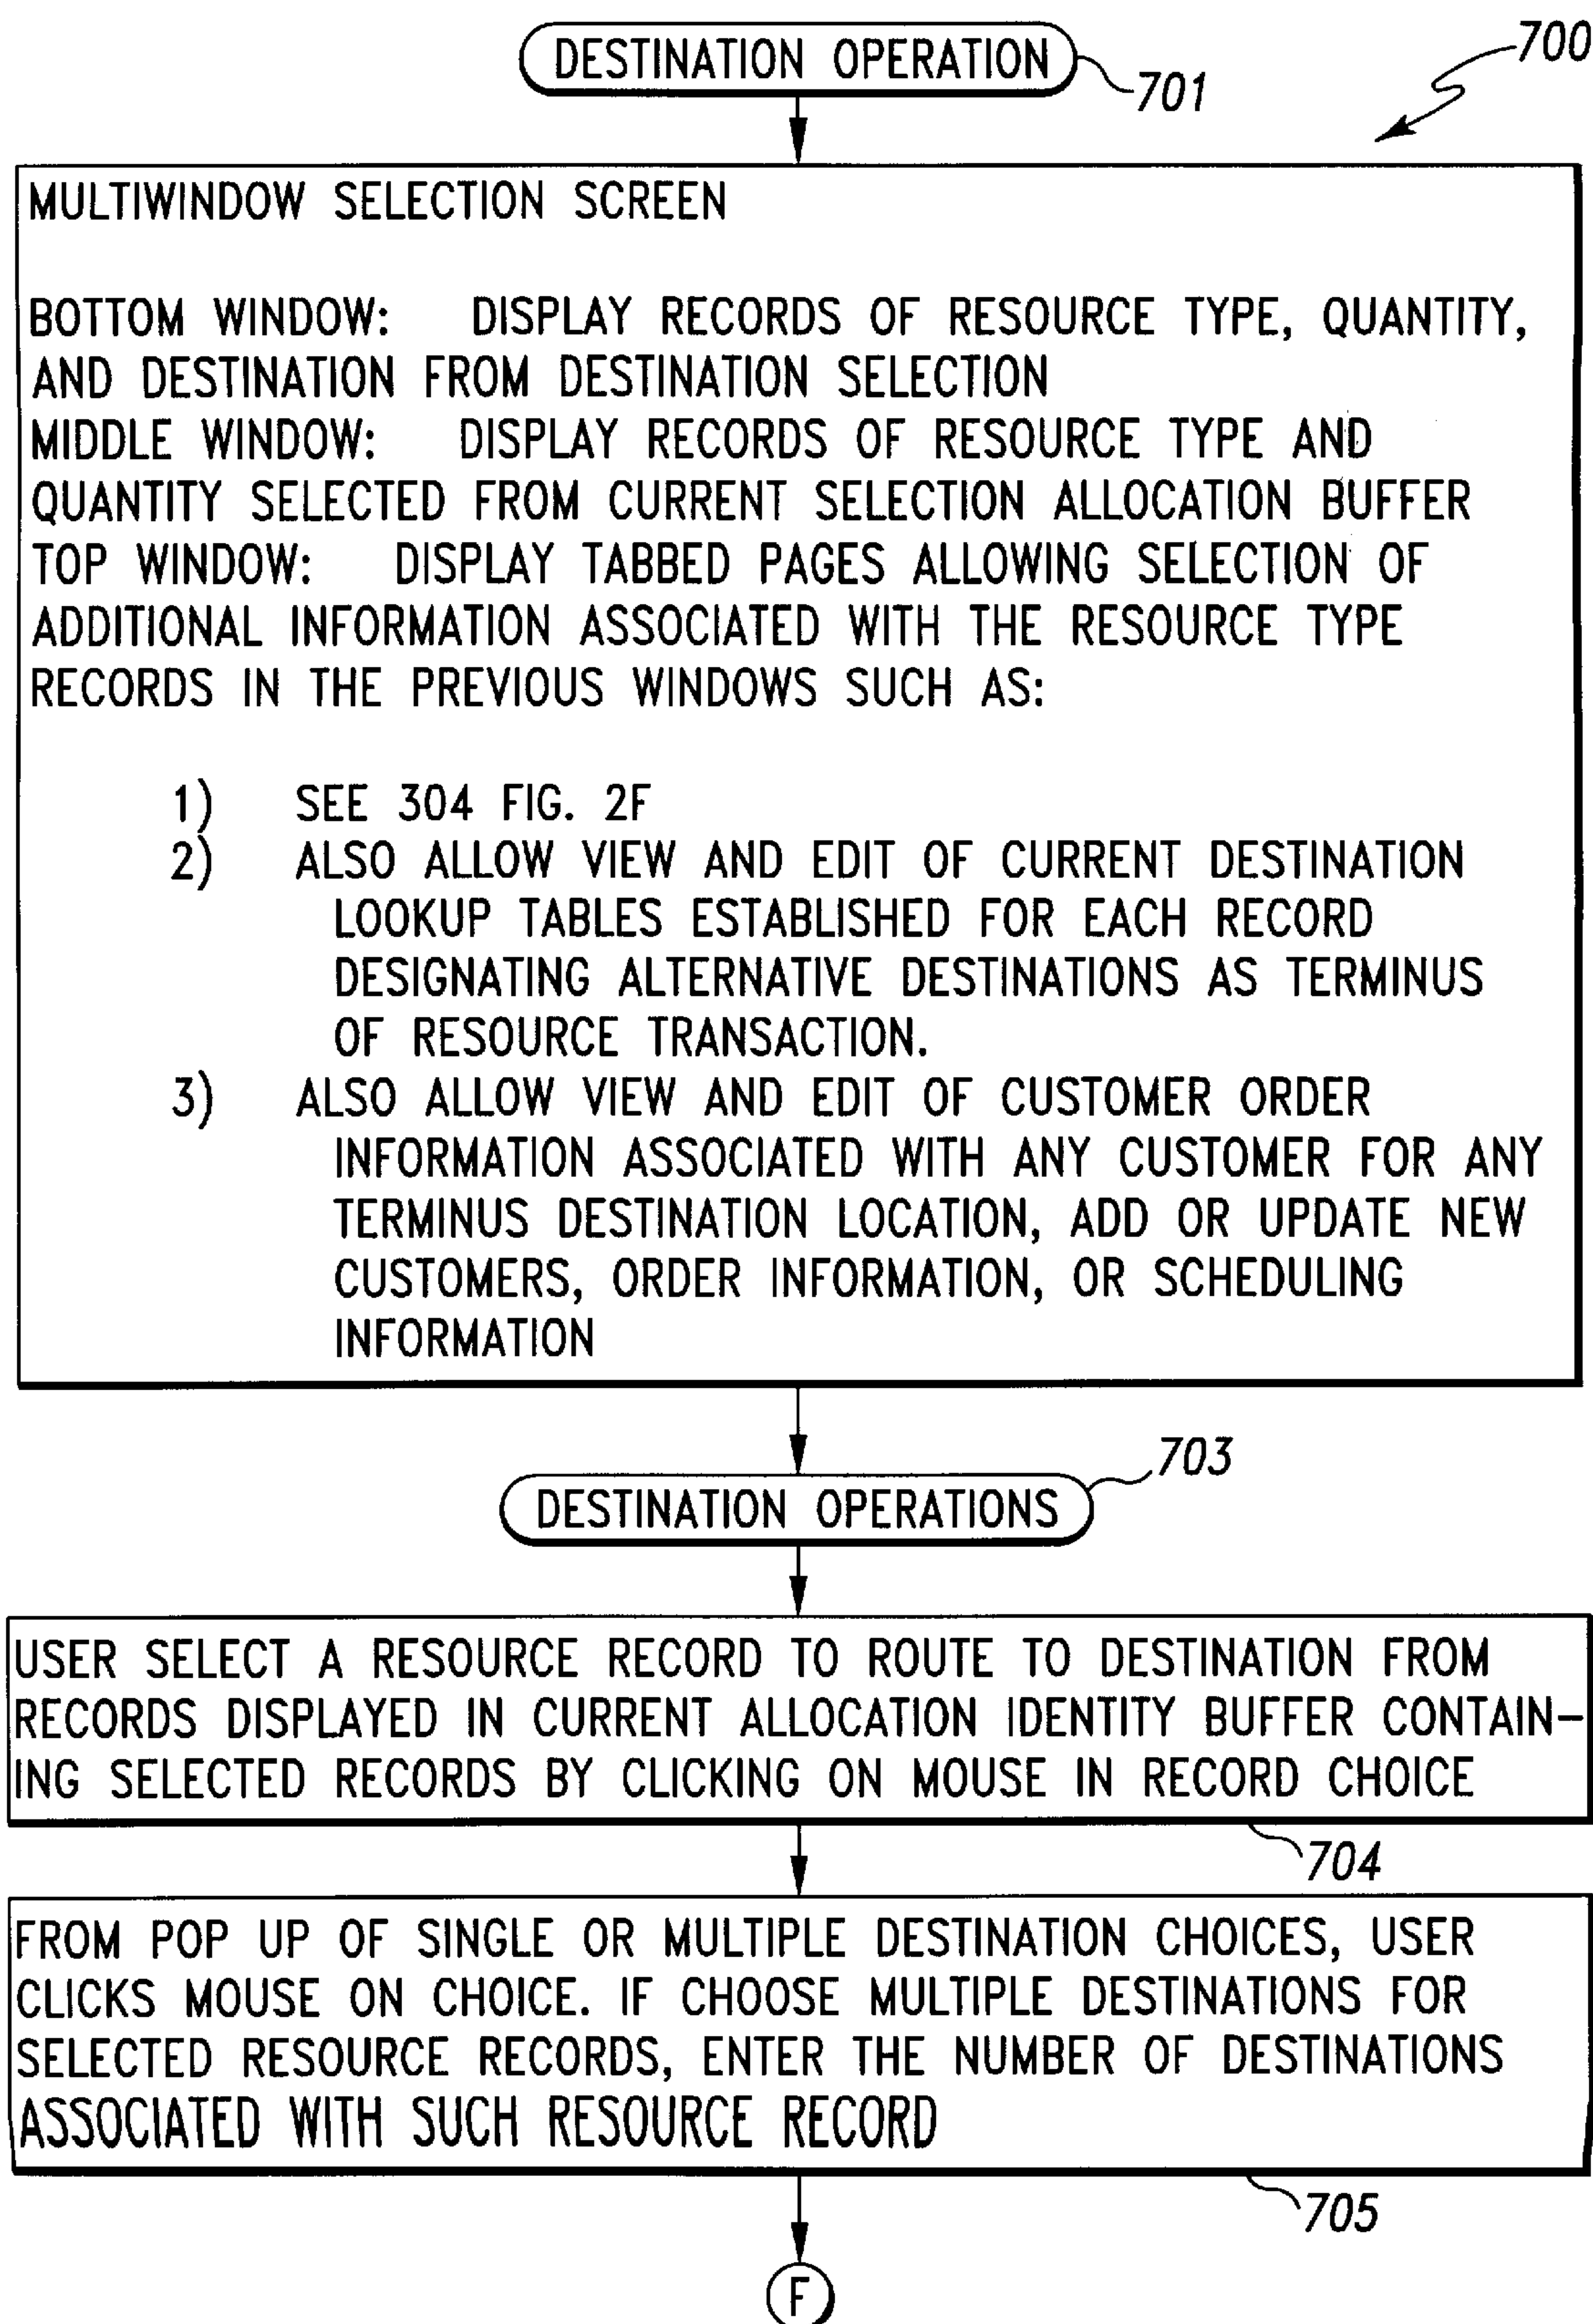 DESTINATION OPERATION
701
700
MULTIWINDOW SELECTION SCREEN
BOTTOM WINDOW: DISPLAY RECORDS OF RESOURCE TYPE, QUANTITY,
AND DESTINATION FROM DESTINATION SELECTION
MIDDLE WINDOW: DISPLAY RECORDS OF RESOURCE TYPE AND
QUANTITY SELECTED FROM CURRENT SELECTION ALLOCATION BUFFER
TOP WINDOW: DISPLAY TABBED PAGES ALLOWING SELECTION OF
ADDITIONAL INFORMATION ASSOCIATED WITH THE RESOURCE TYPE
RECORDS IN THE PREVIOUS WINDOWS SUCH AS:
1) SEE 304 FIG. 2F
2) ALSO ALLOW VIEW AND EDIT OF CURRENT DESTINATION
LOOKUP TABLES ESTABLISHED FOR EACH RECORD
DESIGNATING ALTERNATIVE DESTINATIONS AS TERMINUS
OF RESOURCE TRANSACTION.
3) ALSO ALLOW VIEW AND EDIT OF CUSTOMER ORDER
INFORMATION ASSOCIATED WITH ANY CUSTOMER FOR ANY
TERMINUS DESTINATION LOCATION, ADD OR UPDATE NEW
CUSTOMERS, ORDER INFORMATION, OR SCHEDULING
INFORMATION
703
DESTINATION OPERATIONS
USER SELECT A RESOURCE RECORD TO ROUTE TO DESTINATION FROM
RECORDS DISPLAYED IN CURRENT ALLOCATION IDENTITY BUFFER CONTAIN-
ING SELECTED RECORDS BY CLICKING ON MOUSE IN RECORD CHOICE
704
FROM POP UP OF SINGLE OR MULTIPLE DESTINATION CHOICES, USER
CLICKS MOUSE ON CHOICE. IF CHOOSE MULTIPLE DESTINATIONS FOR
SELECTED RESOURCE RECORDS, ENTER THE NUMBER OF DESTINATIONS
ASSOCIATED WITH SUCH RESOURCE RECORD
705
F